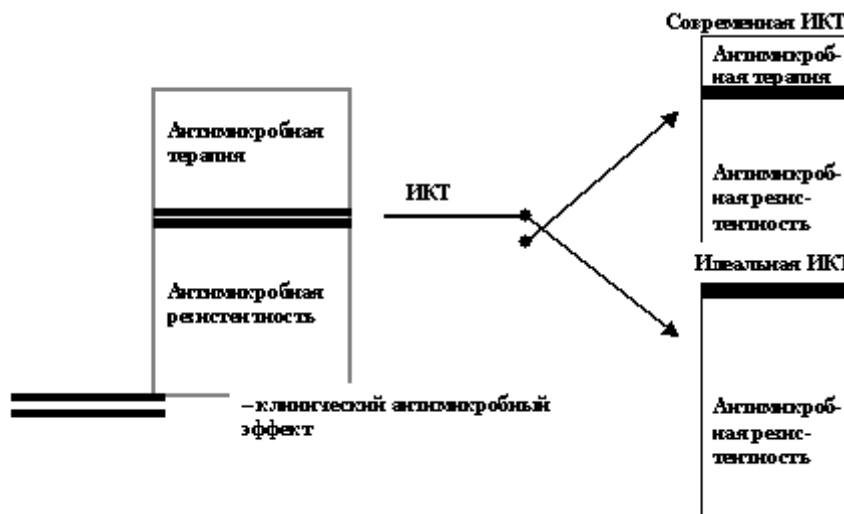 Современная ИКТ
Антимикроб-
ная терапия
Антимикробная
терапия
ИКТ
Антимикроб-
ная резис-
тентность
Идеальная ИКТ
Антимикробная
резистентность
– клинический антимикробный
эффект
Антимикроб-
ная резис-
тентность